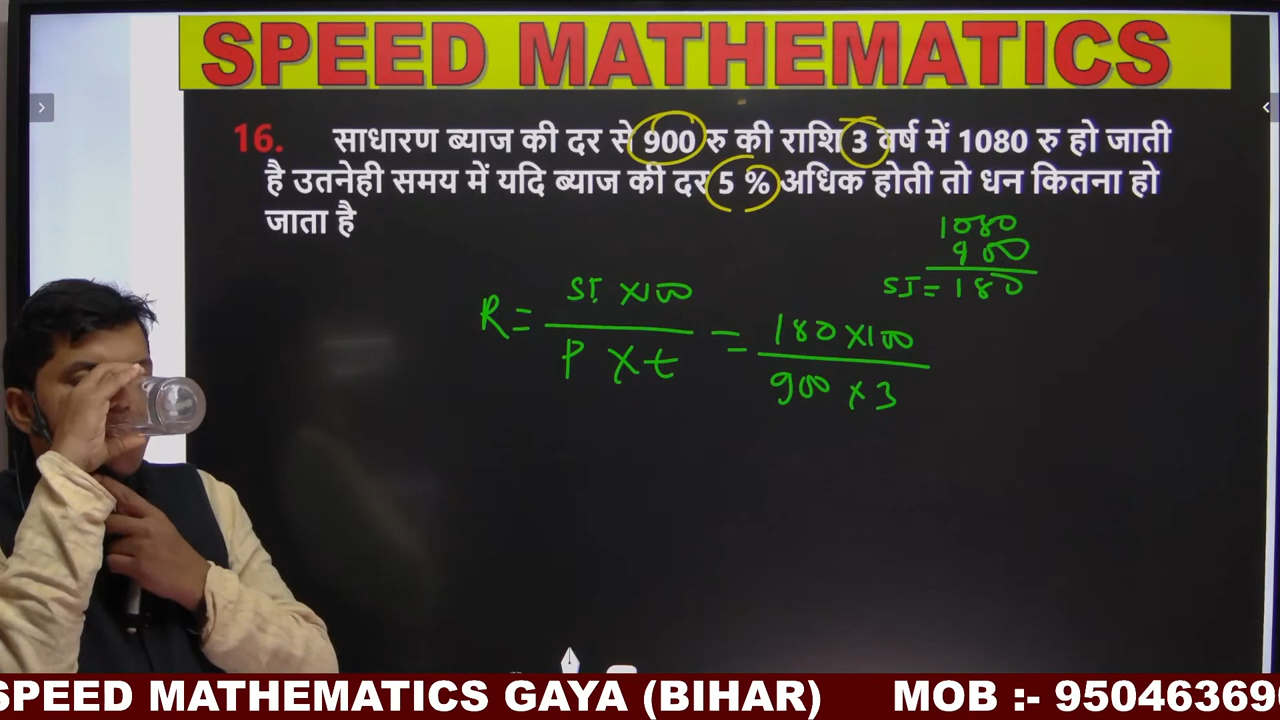 SPEED MATHEMATICS
16. साधारण ब्याज की दर से 900 रु की राशि 3 वर्ष में 1080 रु हो जाती
है उतनेही समय में यदि ब्याज की दर 5 % अधिक होती तो धन कितना हो
जाता है
1080
900
SI = 180
R = SI × 100 / P × t = 180 × 100 / 900 × 3
SPEED MATHEMATICS GAYA (BIHAR) MOB :- 950463696